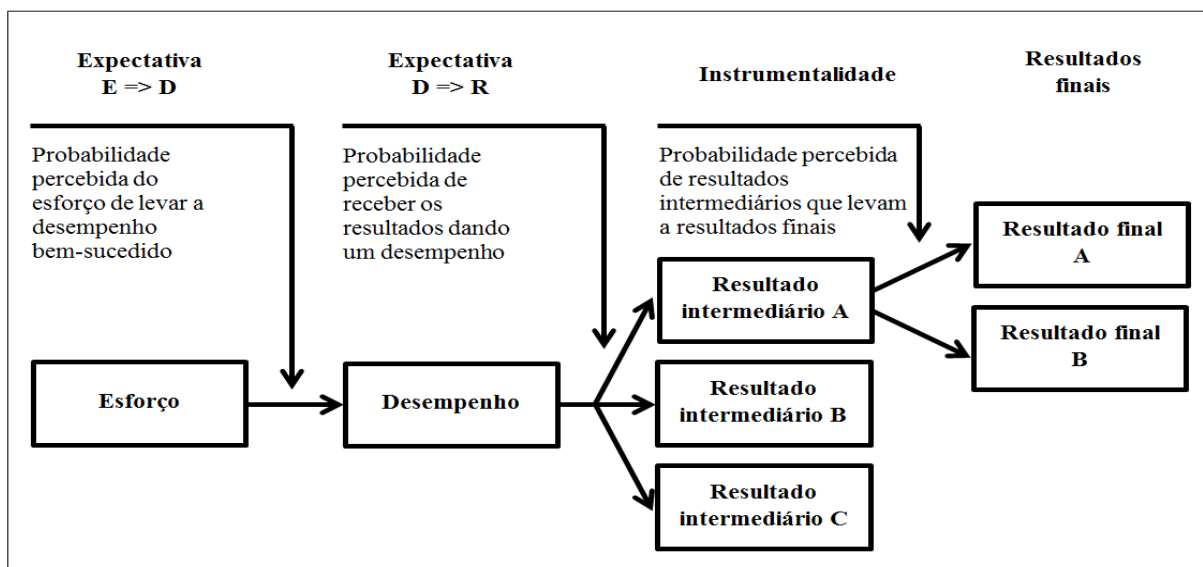 Expectativa
E => D
Expectativa
D => R
Instrumentalidade
Resultados
finais
Probabilidade
percebida do
esforço de levar a
desempenho
bem-sucedido
Probabilidade
percebida de
receber os
resultados dando
um desempenho
Probabilidade percebida
de resultados
intermediários que levam
a resultados finais
Resultado final
A
Resultado
intermediário A
Resultado final
B
Esforço
Desempenho
Resultado
intermediário B
Resultado
intermediário C